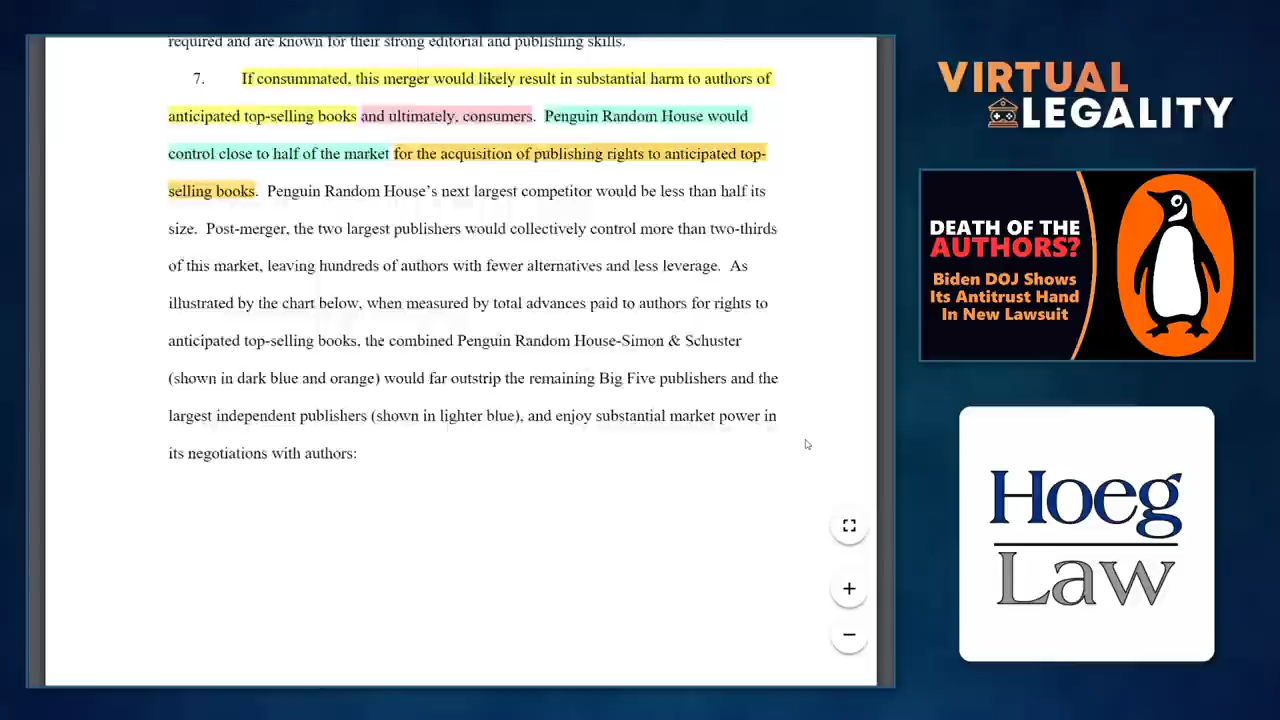 required and are known for their strong editorial and publishing skills.
7. If consummated, this merger would likely result in substantial harm to authors of
anticipated top-selling books and ultimately, consumers. Penguin Random House would
control close to half of the market for the acquisition of publishing rights to anticipated top-
selling books. Penguin Random House's next largest competitor would be less than half its
size. Post-merger, the two largest publishers would collectively control more than two-thirds
of this market, leaving hundreds of authors with fewer alternatives and less leverage. As
illustrated by the chart below, when measured by total advances paid to authors for rights to
anticipated top-selling books, the combined Penguin Random House-Simon & Schuster
(shown in dark blue and orange) would far outstrip the remaining Big Five publishers and the
largest independent publishers (shown in lighter blue), and enjoy substantial market power in
its negotiations with authors:
VIRTUAL
LEGALITY
DEATH OF THE
AUTHORS?
Biden DOJ Shows
Its Antitrust Hand
In New Lawsuit
Hoeg
Law